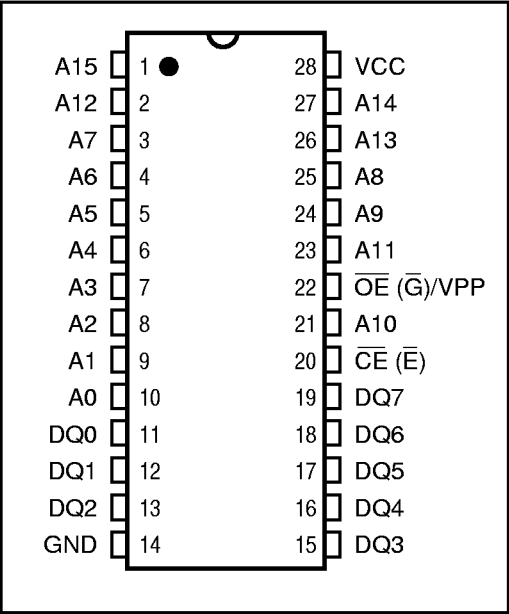 A15 1 28 VCC
A12 2 27 A14
A7 3 26 A13
A6 4 25 A8
A5 5 24 A9
A4 6 23 A11
A3 7 22 O̅E̅ (G̅)/VPP
A2 8 21 A10
A1 9 20 C̅E̅ (E̅)
A0 10 19 DQ7
DQ0 11 18 DQ6
DQ1 12 17 DQ5
DQ2 13 16 DQ4
GND 14 15 DQ3